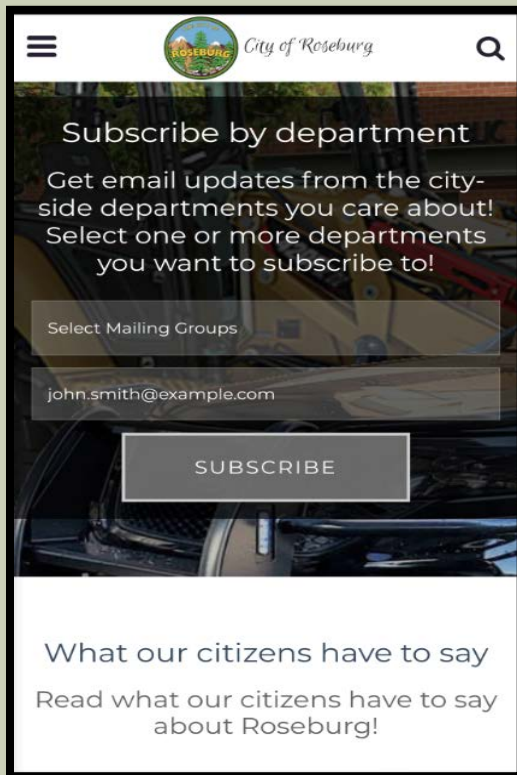 ROSEBURG
City of Roseburg
Subscribe by department
Get email updates from the city-
side departments you care about!
Select one or more departments
you want to subscribe to!
Select Mailing Groups
john.smith@example.com
SUBSCRIBE
What our citizens have to say
Read what our citizens have to say
about Roseburg!